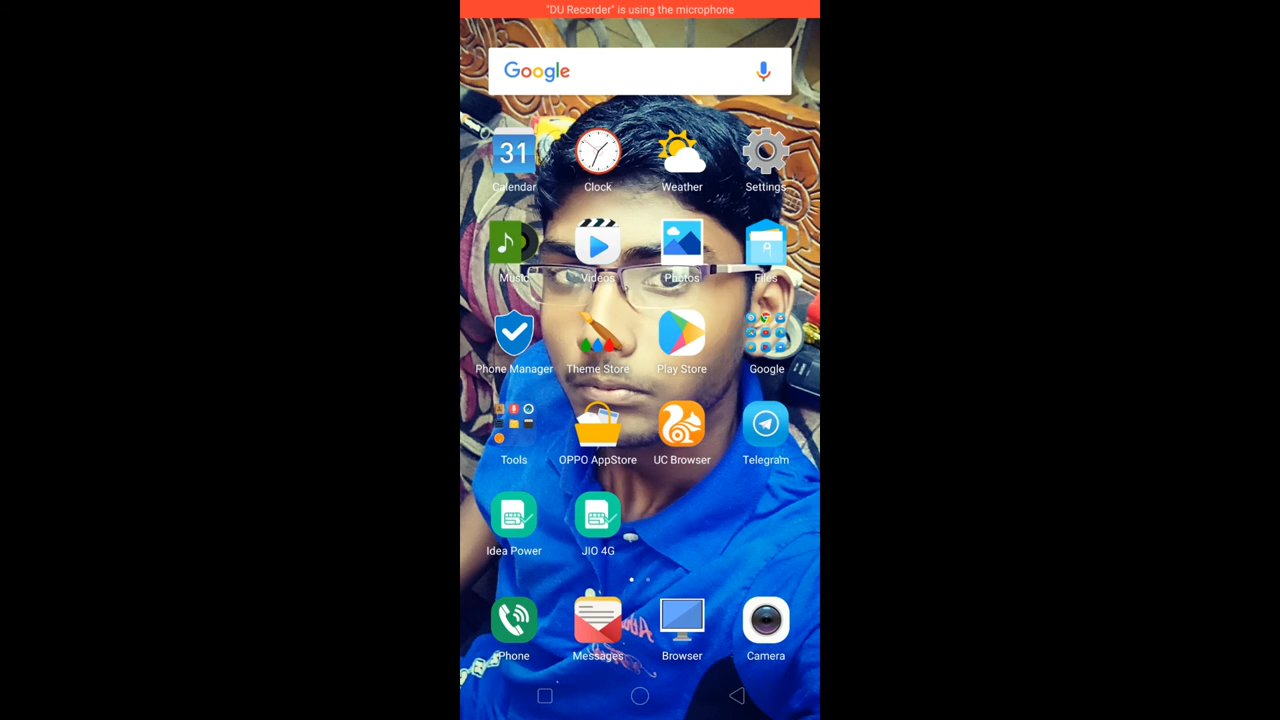 "DU Recorder" is using the microphone
Google
31
Calendar
Clock
Weather
Settings
Music
Videos
Photos
Files
Phone Manager
Theme Store
Play Store
Google
Tools
OPPO AppStore
UC Browser
Telegram
Idea Power
JIO 4G
Phone
Messages
Browser
Camera